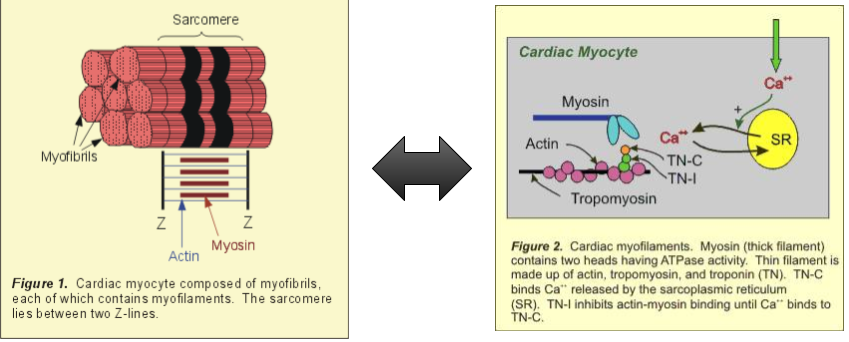 Sarcomere
Myofibrils
Z
Z
Actin
Myosin
Figure 1. Cardiac myocyte composed of myofibrils,
each of which contains myofilaments. The sarcomere
lies between two Z-lines.
Cardiac Myocyte
Ca⁺⁺
+
Myosin
Ca⁺⁺
SR
Actin
TN-C
TN-I
Tropomyosin
Figure 2. Cardiac myofilaments. Myosin (thick filament)
contains two heads having ATPase activity. Thin filament is
made up of actin, tropomyosin, and troponin (TN). TN-C
binds Ca⁺⁺ released by the sarcoplasmic reticulum
(SR). TN-I inhibits actin-myosin binding until Ca⁺⁺ binds to
TN-C.